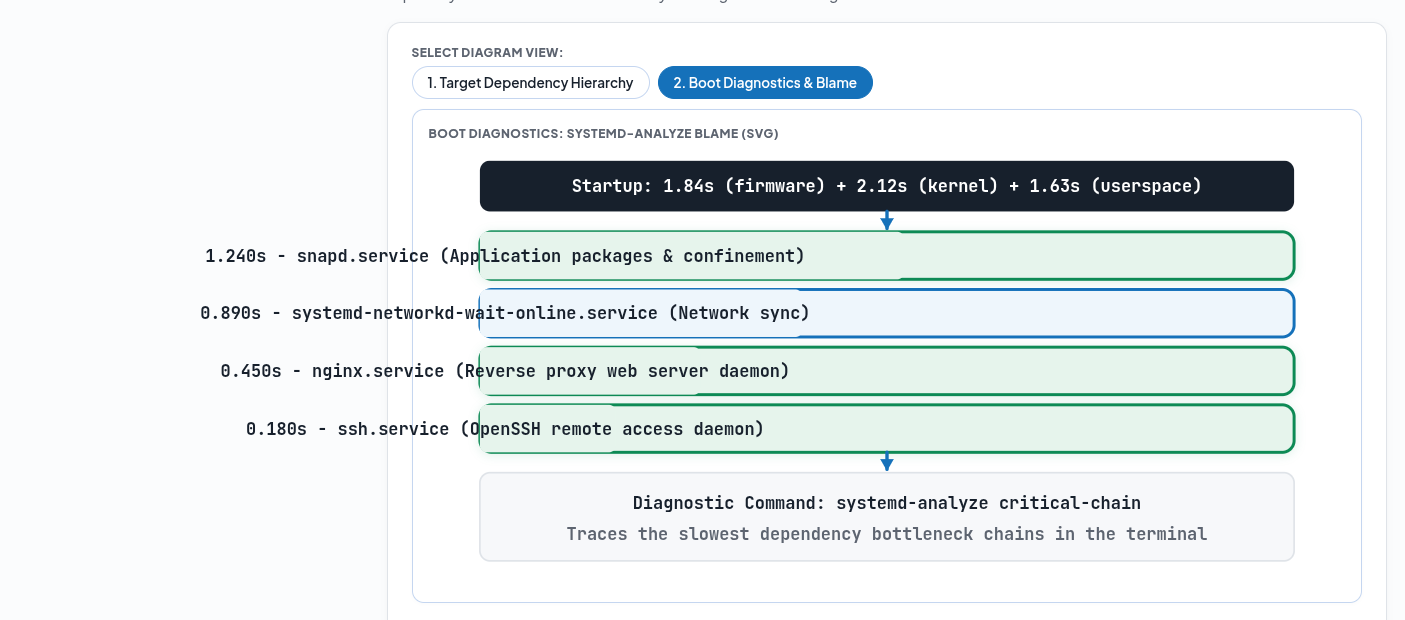 SELECT DIAGRAM VIEW:
1. Target Dependency Hierarchy
2. Boot Diagnostics & Blame
BOOT DIAGNOSTICS: SYSTEMD-ANALYZE BLAME (SVG)
Startup: 1.84s (firmware) + 2.12s (kernel) + 1.63s (userspace)
1.240s - snapd.service (Application packages & confinement)
0.890s - systemd-networkd-wait-online.service (Network sync)
0.450s - nginx.service (Reverse proxy web server daemon)
0.180s - ssh.service (OpenSSH remote access daemon)
Diagnostic Command: systemd-analyze critical-chain
Traces the slowest dependency bottleneck chains in the terminal